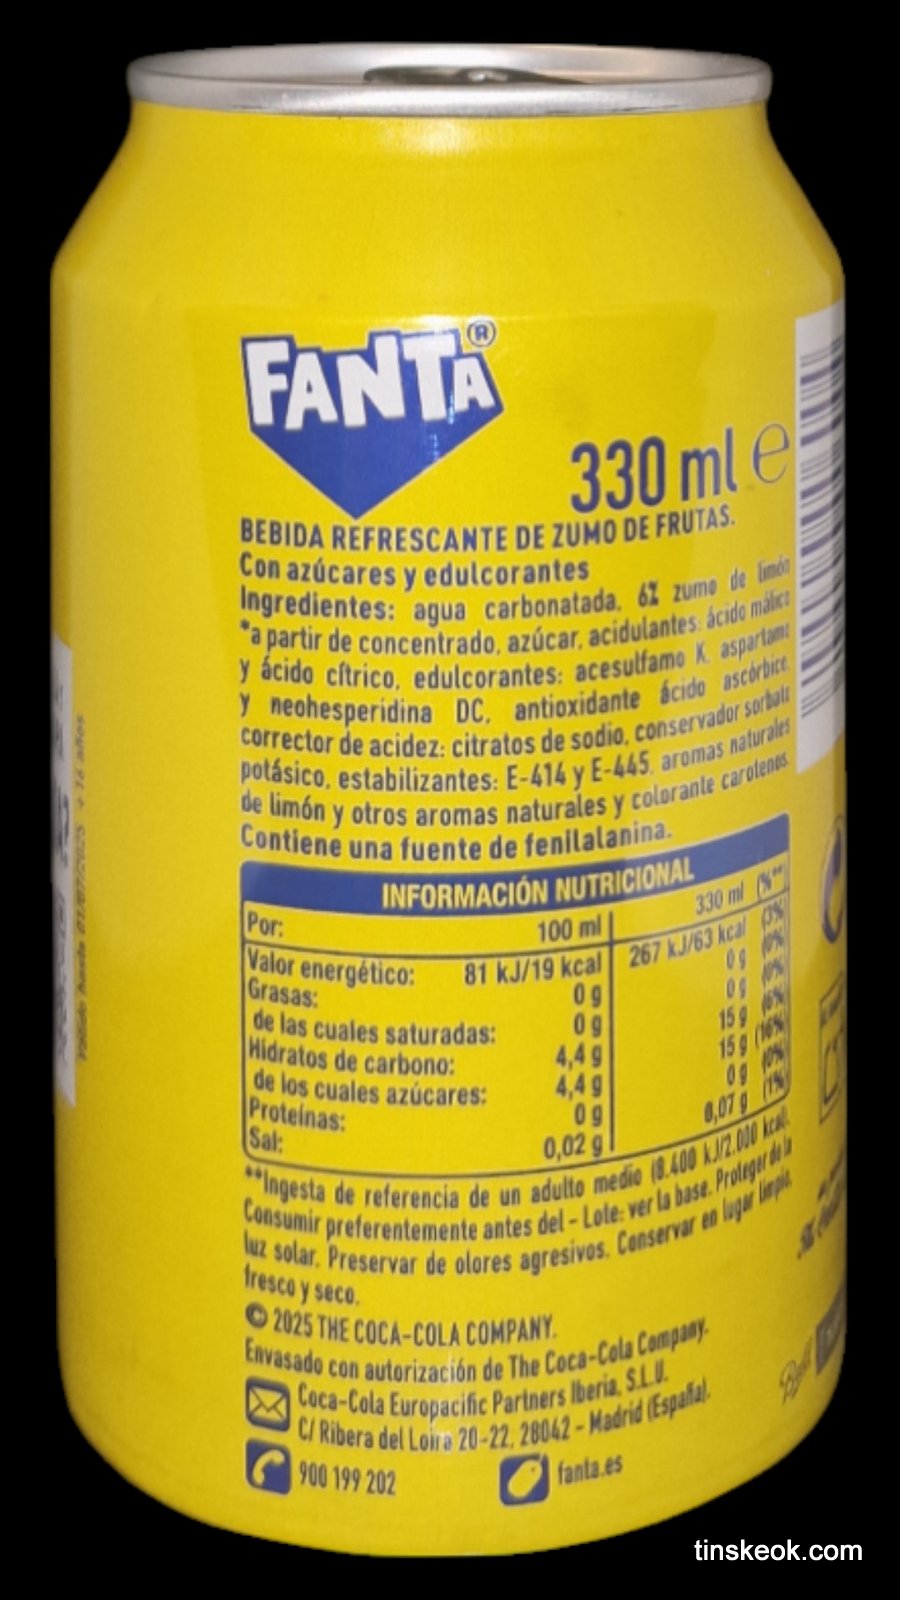 FANTA®
330 ml ℮
BEBIDA REFRESCANTE DE ZUMO DE FRUTAS.
Con azúcares y edulcorantes
Ingredientes: agua carbonatada, 6% zumo de limón
*a partir de concentrado, azúcar, acidulantes: ácido málico
y ácido cítrico, edulcorantes: acesulfamo K, aspartamo
y neohesperidina DC, antioxidante ácido ascórbico,
corrector de acidez: citratos de sodio, conservador sorbato
potásico, estabilizantes: E-414 y E-445, aromas naturales
de limón y otros aromas naturales y colorante carotenos.
Contiene una fuente de fenilalanina.
INFORMACIÓN NUTRICIONAL
Por: 100 ml 330 ml (%**)
Valor energético: 81 kJ/19 kcal 267 kJ/63 kcal (3%)
Grasas: 0 g 0 g (0%)
de las cuales saturadas: 0 g 0 g (0%)
Hidratos de carbono: 4,4 g 15 g (6%)
de los cuales azúcares: 4,4 g 15 g (16%)
Proteínas: 0 g 0 g (0%)
Sal: 0,02 g 0,07 g (1%)
**Ingesta de referencia de un adulto medio (8.400 kJ/2.000 kcal).
Consumir preferentemente antes del - Lote: ver la base. Proteger de la
luz solar. Preservar de olores agresivos. Conservar en lugar limpio,
fresco y seco.
© 2025 THE COCA-COLA COMPANY.
Envasado con autorización de The Coca-Cola Company.
Coca-Cola Europacific Partners Iberia, S.L.U.
C/ Ribera del Loira 20-22, 28042 - Madrid (España).
900 199 202
fanta.es
Válido hasta 01/07/2025 +16 años
tinskeok.com